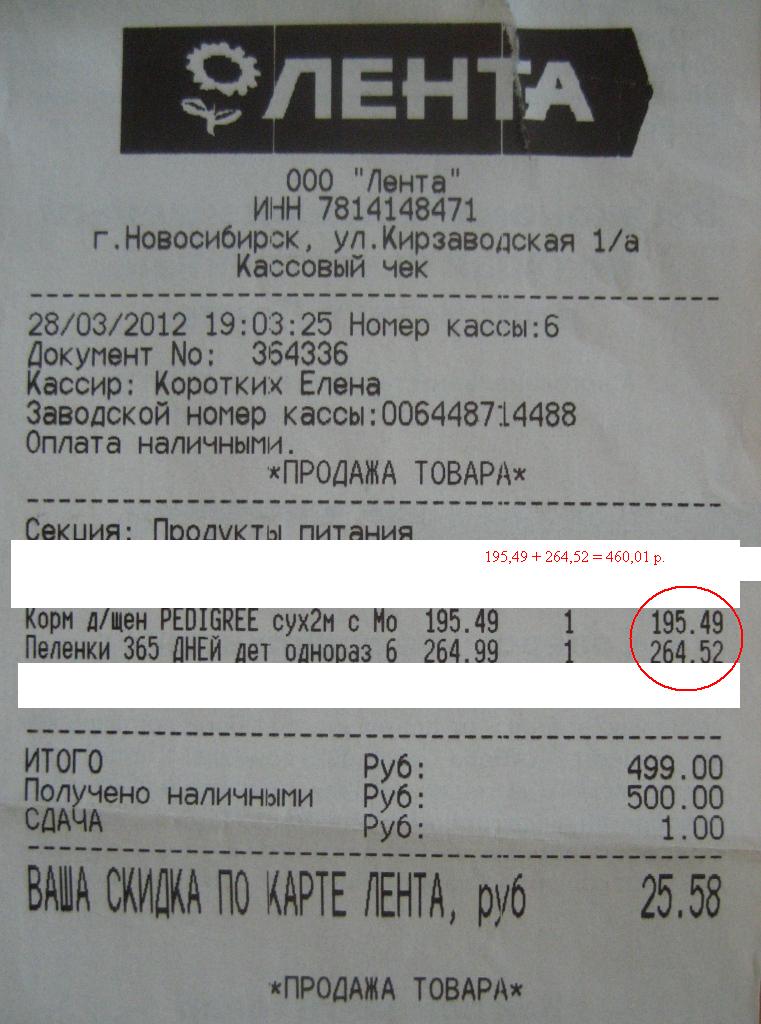 ЛЕНТА
ООО "Лента"
ИНН 7814148471
г.Новосибирск, ул.Кирзаводская 1/а
Кассовый чек
28/03/2012 19:03:25 Номер кассы:6
Документ No: 364336
Кассир: Коротких Елена
Заводской номер кассы:006448714488
Оплата наличными.
*ПРОДАЖА ТОВАРА*
Секция: Продукты питания
195,49 + 264,52 = 460,01 р.
Корм д/щен PEDIGREE сух2м с Мо 195.49 1 195.49
Пеленки 365 ДНЕЙ дет однораз 6 264.99 1 264.52
ИТОГО Руб: 499.00
Получено наличными Руб: 500.00
СДАЧА Руб: 1.00
ВАША СКИДКА ПО КАРТЕ ЛЕНТА, руб 25.58
*ПРОДАЖА ТОВАРА*